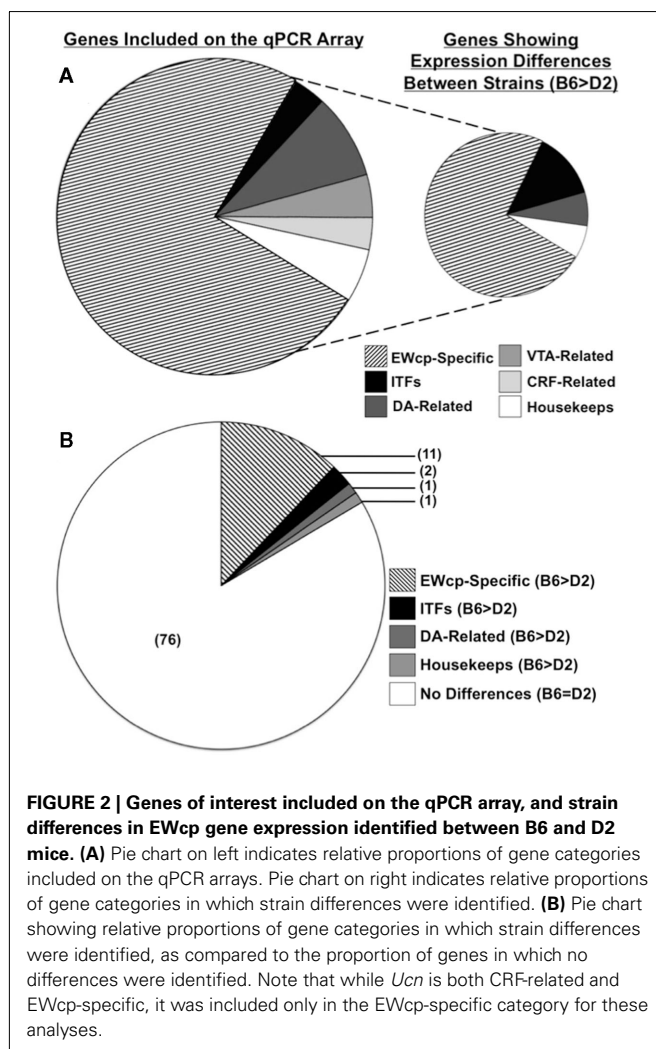 Genes Included on the qPCR Array
Genes Showing
Expression Differences
Between Strains (B6>D2)
A
EWcp-Specific
ITFs
DA-Related
VTA-Related
CRF-Related
Housekeeps
B
(11)
(2)
(1)
(1)
(76)
EWcp-Specific (B6>D2)
ITFs (B6>D2)
DA-Related (B6>D2)
Housekeeps (B6>D2)
No Differences (B6=D2)
FIGURE 2 | Genes of interest included on the qPCR array, and strain
differences in EWcp gene expression identified between B6 and D2
mice. (A) Pie chart on left indicates relative proportions of gene categories
included on the qPCR arrays. Pie chart on right indicates relative proportions
of gene categories in which strain differences were identified. (B) Pie chart
showing relative proportions of gene categories in which strain differences
were identified, as compared to the proportion of genes in which no
differences were identified. Note that while Ucn is both CRF-related and
EWcp-specific, it was included only in the EWcp-specific category for these
analyses.